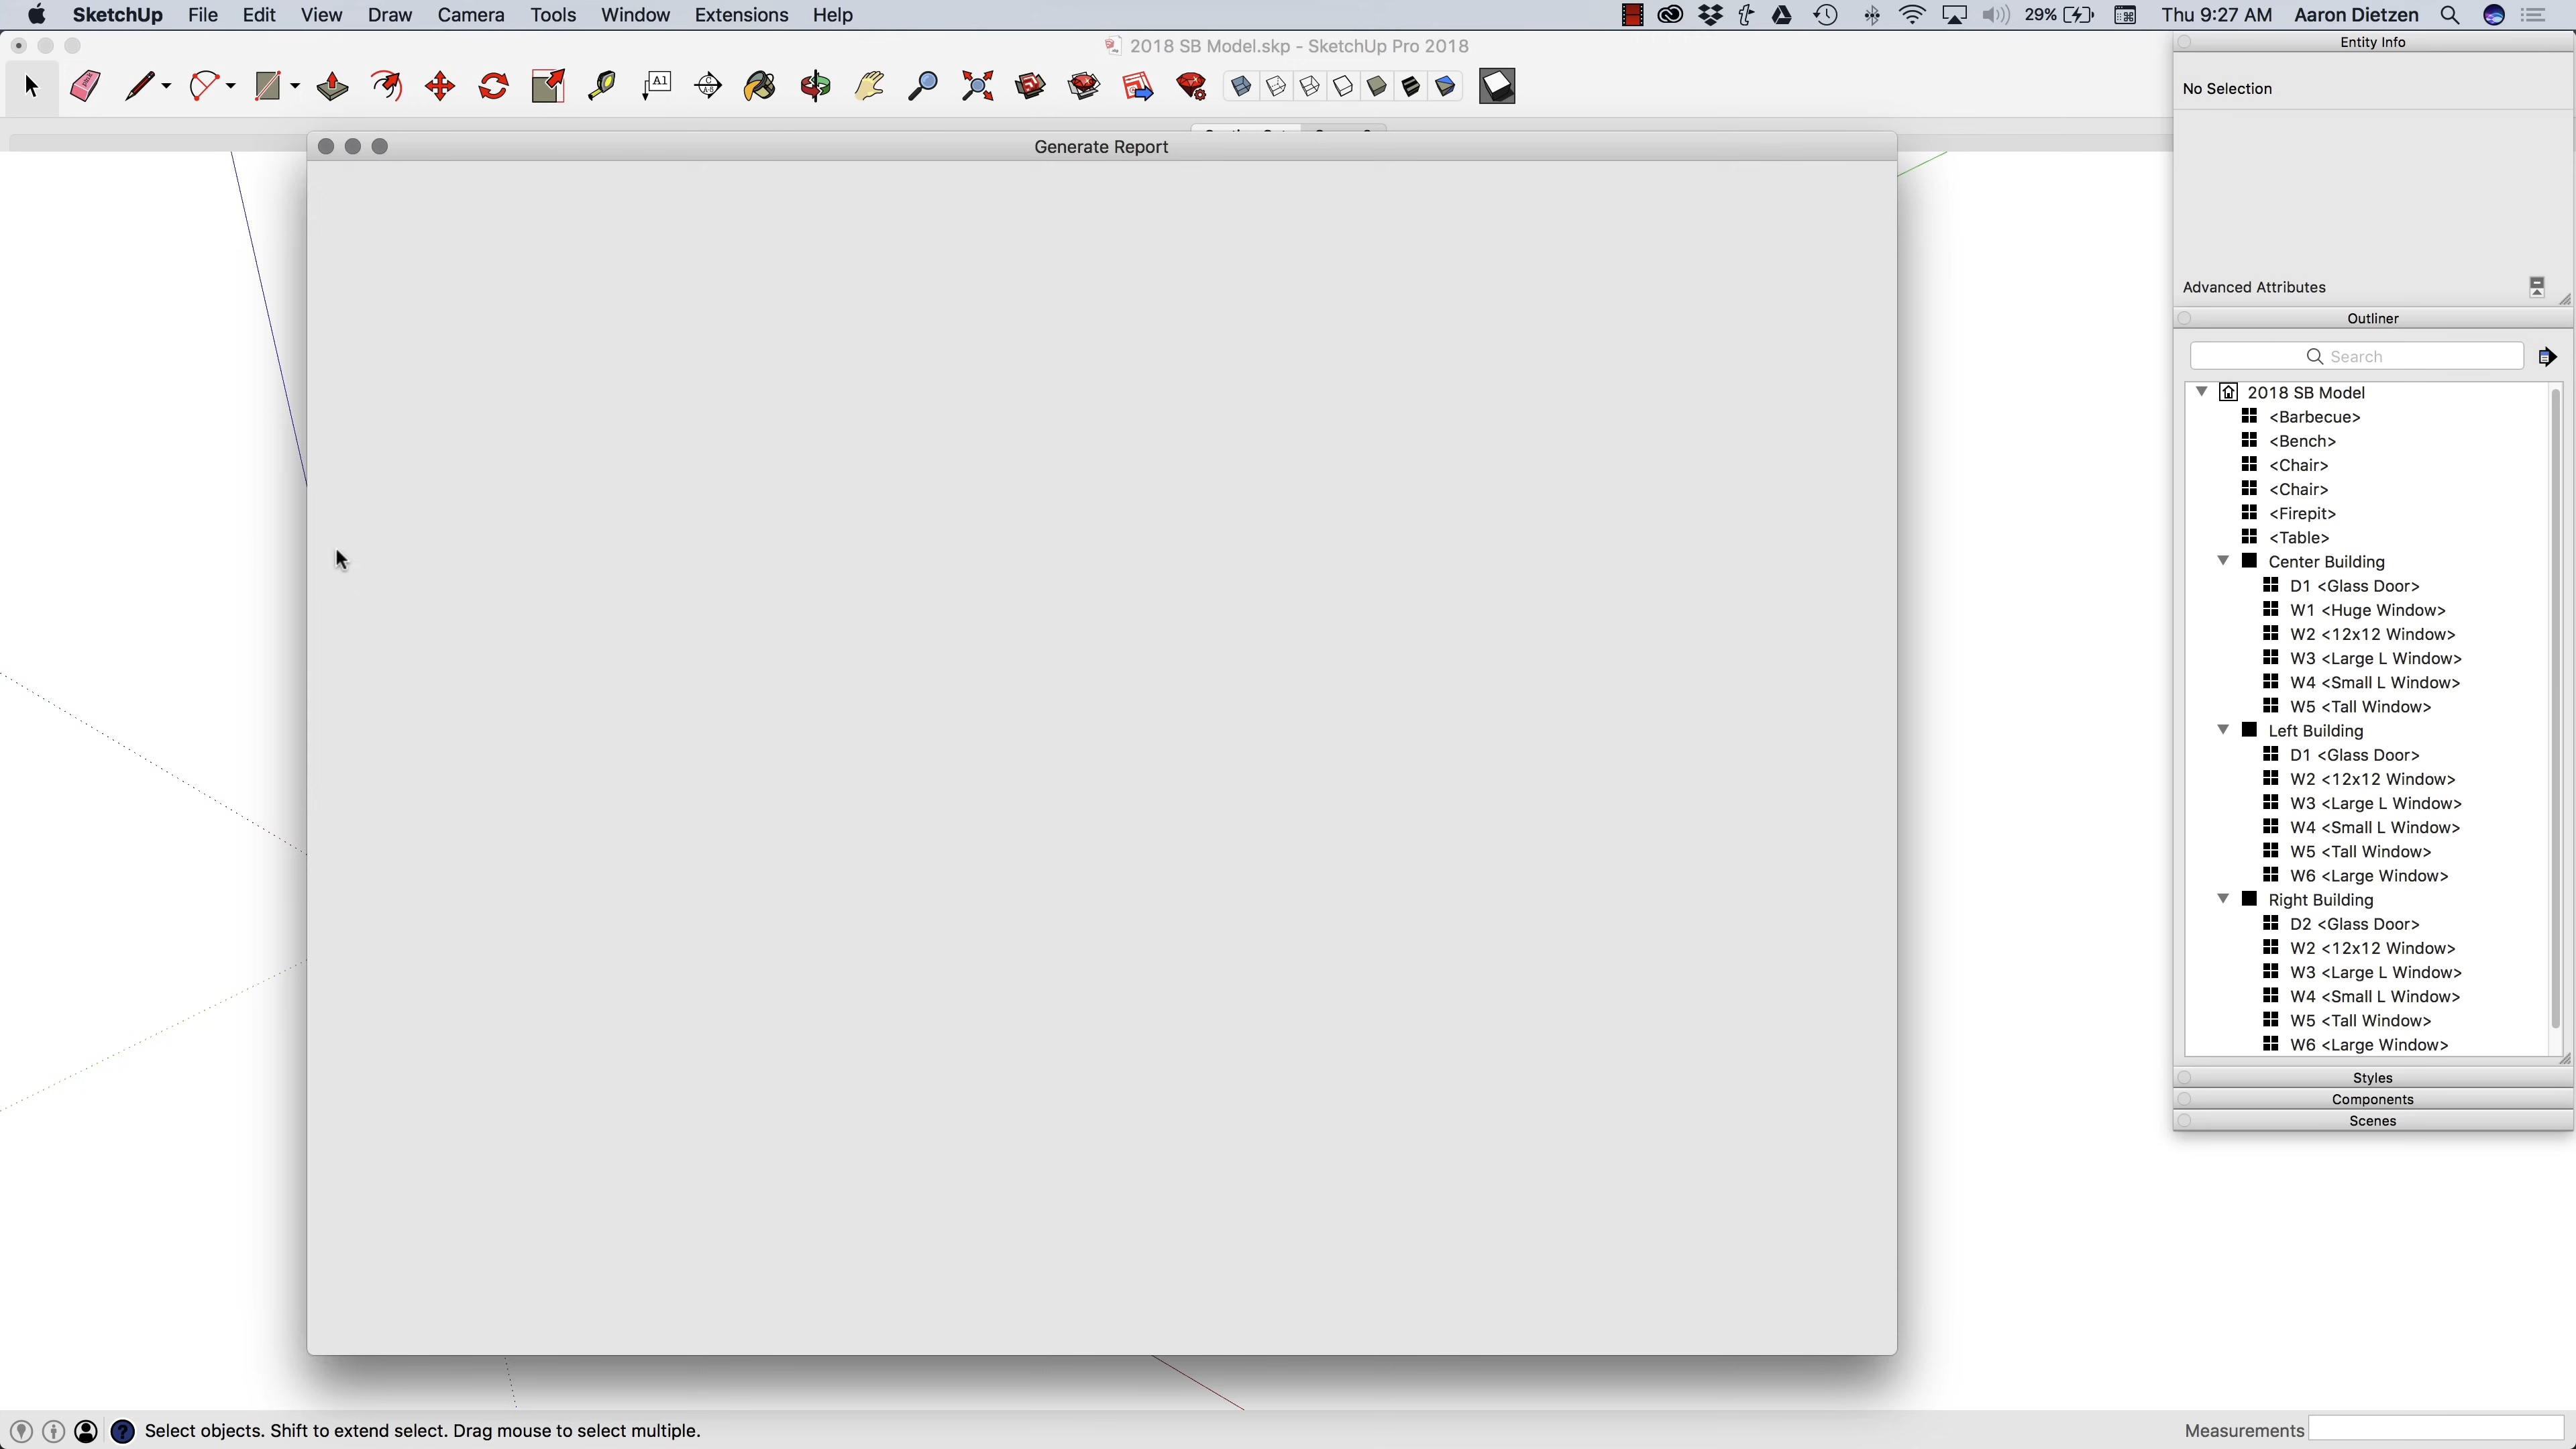 SketchUp File Edit View Draw Camera Tools Window Extensions Help 29% Thu 9:27 AM Aaron Dietzen
2018 SB Model.skp - SketchUp Pro 2018
Generate Report
Entity Info
No Selection
Advanced Attributes
Outliner
Search
2018 SB Model
<Barbecue>
<Bench>
<Chair>
<Chair>
<Firepit>
<Table>
Center Building
D1 <Glass Door>
W1 <Huge Window>
W2 <12x12 Window>
W3 <Large L Window>
W4 <Small L Window>
W5 <Tall Window>
Left Building
D1 <Glass Door>
W2 <12x12 Window>
W3 <Large L Window>
W4 <Small L Window>
W5 <Tall Window>
W6 <Large Window>
Right Building
D2 <Glass Door>
W2 <12x12 Window>
W3 <Large L Window>
W4 <Small L Window>
W5 <Tall Window>
W6 <Large Window>
Styles
Components
Scenes
Select objects. Shift to extend select. Drag mouse to select multiple.
Measurements